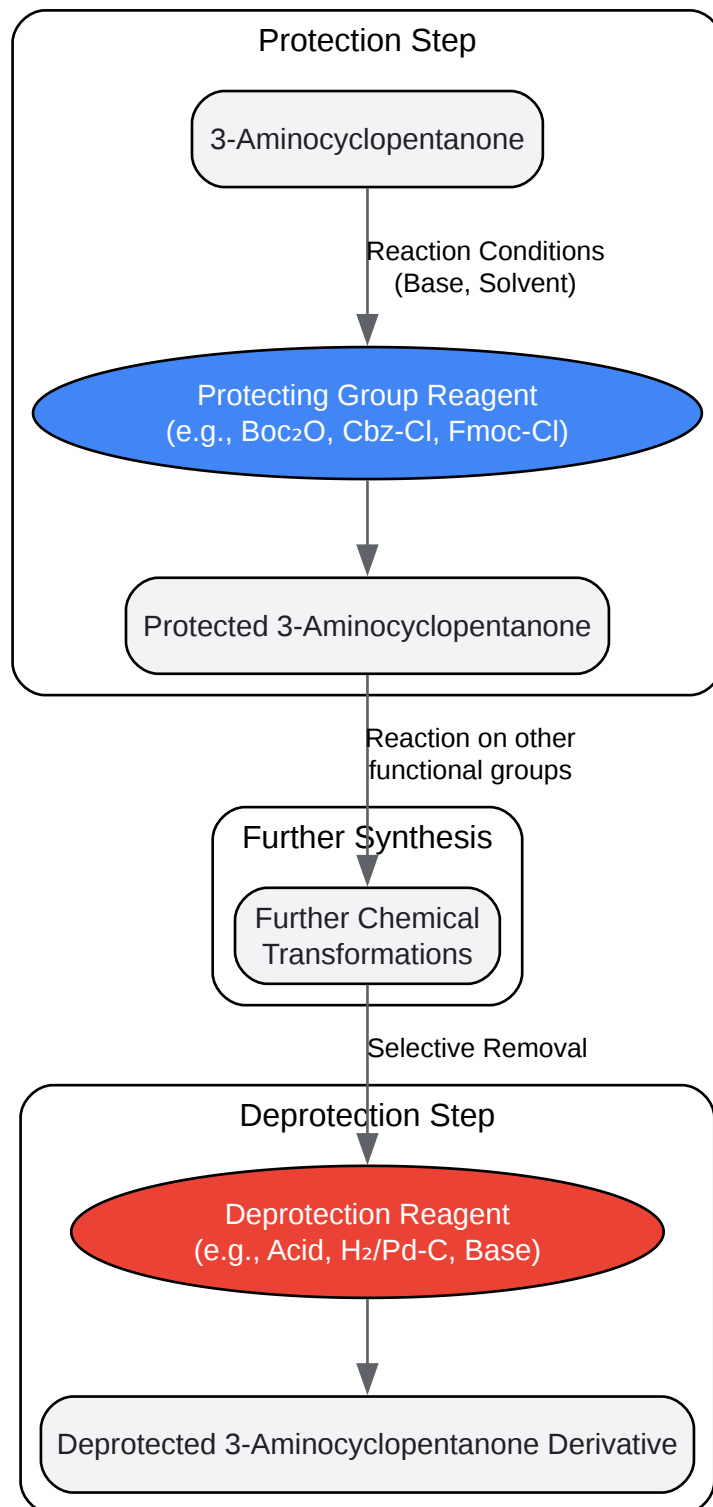 Protection Step
3-Aminocyclopentanone
Reaction Conditions
(Base, Solvent)
Protecting Group Reagent
(e.g., Boc₂O, Cbz-Cl, Fmoc-Cl)
Protected 3-Aminocyclopentanone
Reaction on other
functional groups
Further Synthesis
Further Chemical
Transformations
Selective Removal
Deprotection Step
Deprotection Reagent
(e.g., Acid, H₂/Pd-C, Base)
Deprotected 3-Aminocyclopentanone Derivative